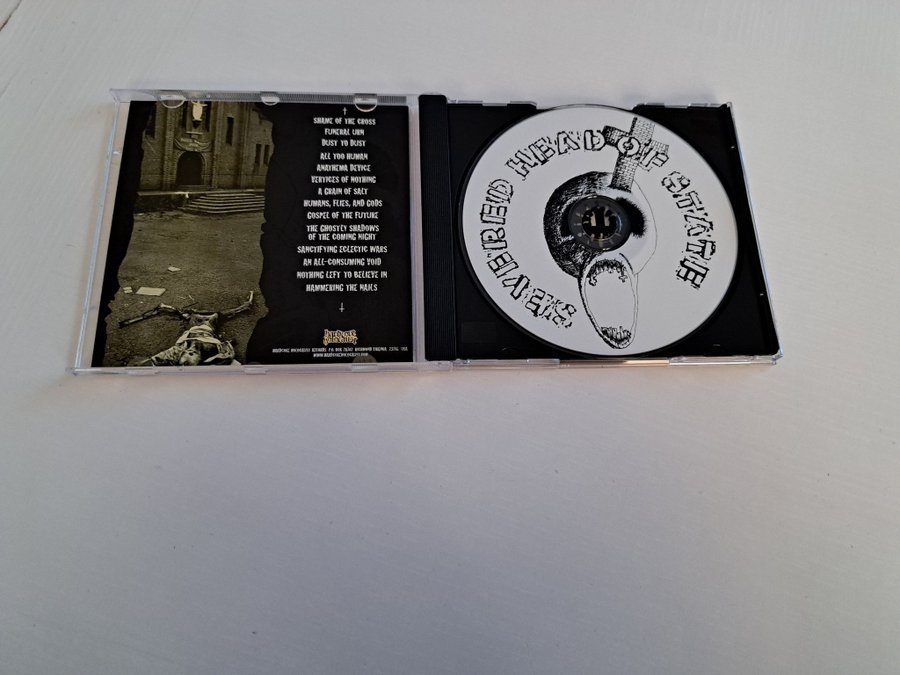 SHAME OF THE CROSS
FUNERAL URN
DUST TO DUST
ALL TOO HUMAN
ANATHEMA DEVICE
VERTICES OF NOTHING
A GRAIN OF SALT
HUMANS, FLIES, AND GODS
GOSPEL OF THE FUTURE
THE GHOSTLY SHADOWS
OF THE COMING NIGHT
SANCTIFYING ECLECTIC WARS
AN ALL-CONSUMING VOID
NOTHING LEFT TO BELIEVE IN
HAMMERING THE NAILS
REVERED HEAD OF STATE